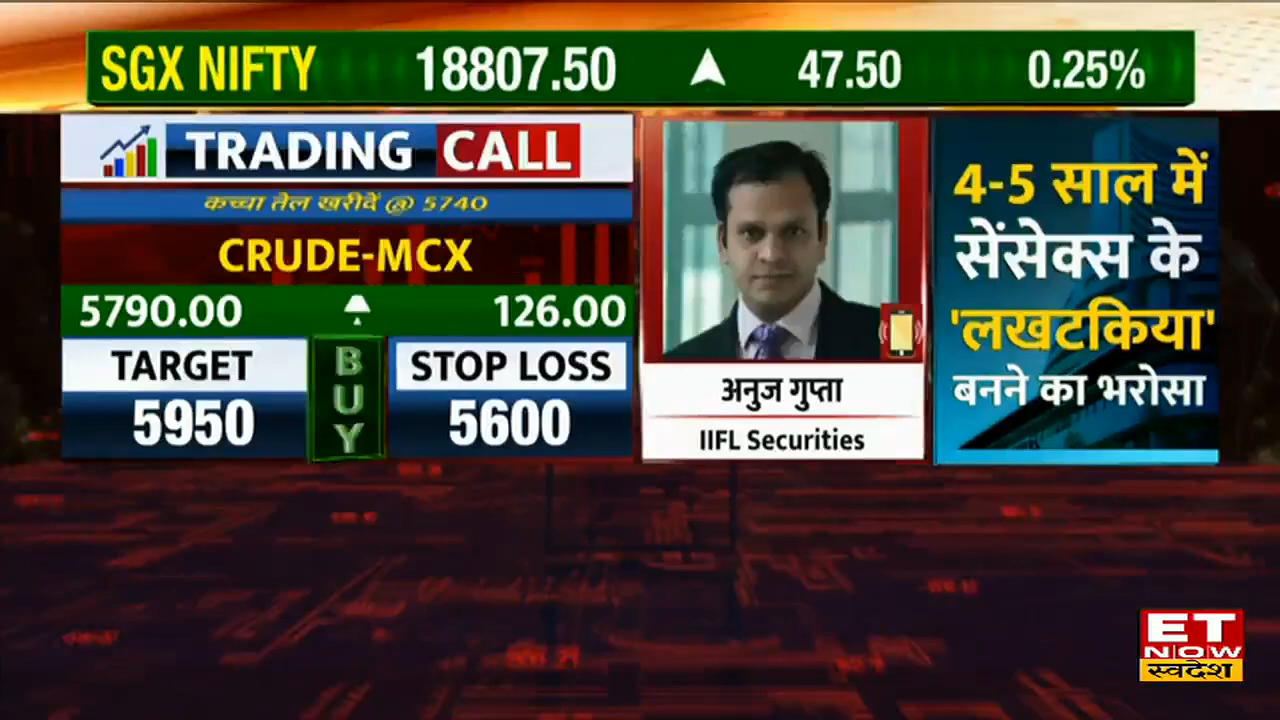 SGX NIFTY 18807.50 47.50 0.25%
TRADING CALL
कच्चा तेल खरीदें @ 5740
CRUDE-MCX
5790.00 126.00
TARGET
5950
BUY
STOP LOSS
5600
अनुज गुप्ता
IIFL Securities
4-5 साल में
सेंसेक्स के
'लखटकिया'
बनने का भरोसा
ET
NOW
स्वदेश